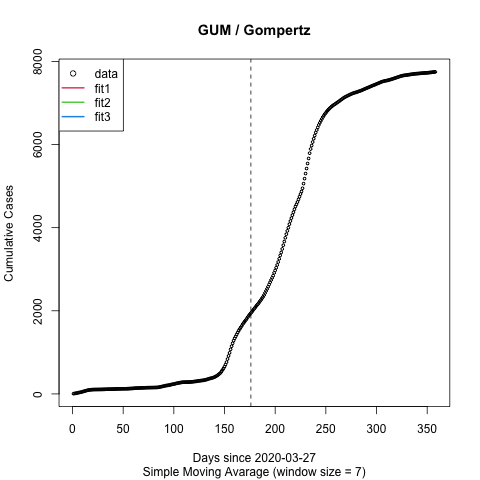 GUM / Gompertz
data
fit1
fit2
fit3
Cumulative Cases
8000
6000
4000
2000
0
0 50 100 150 200 250 300 350
Days since 2020-03-27
Simple Moving Avarage (window size = 7)